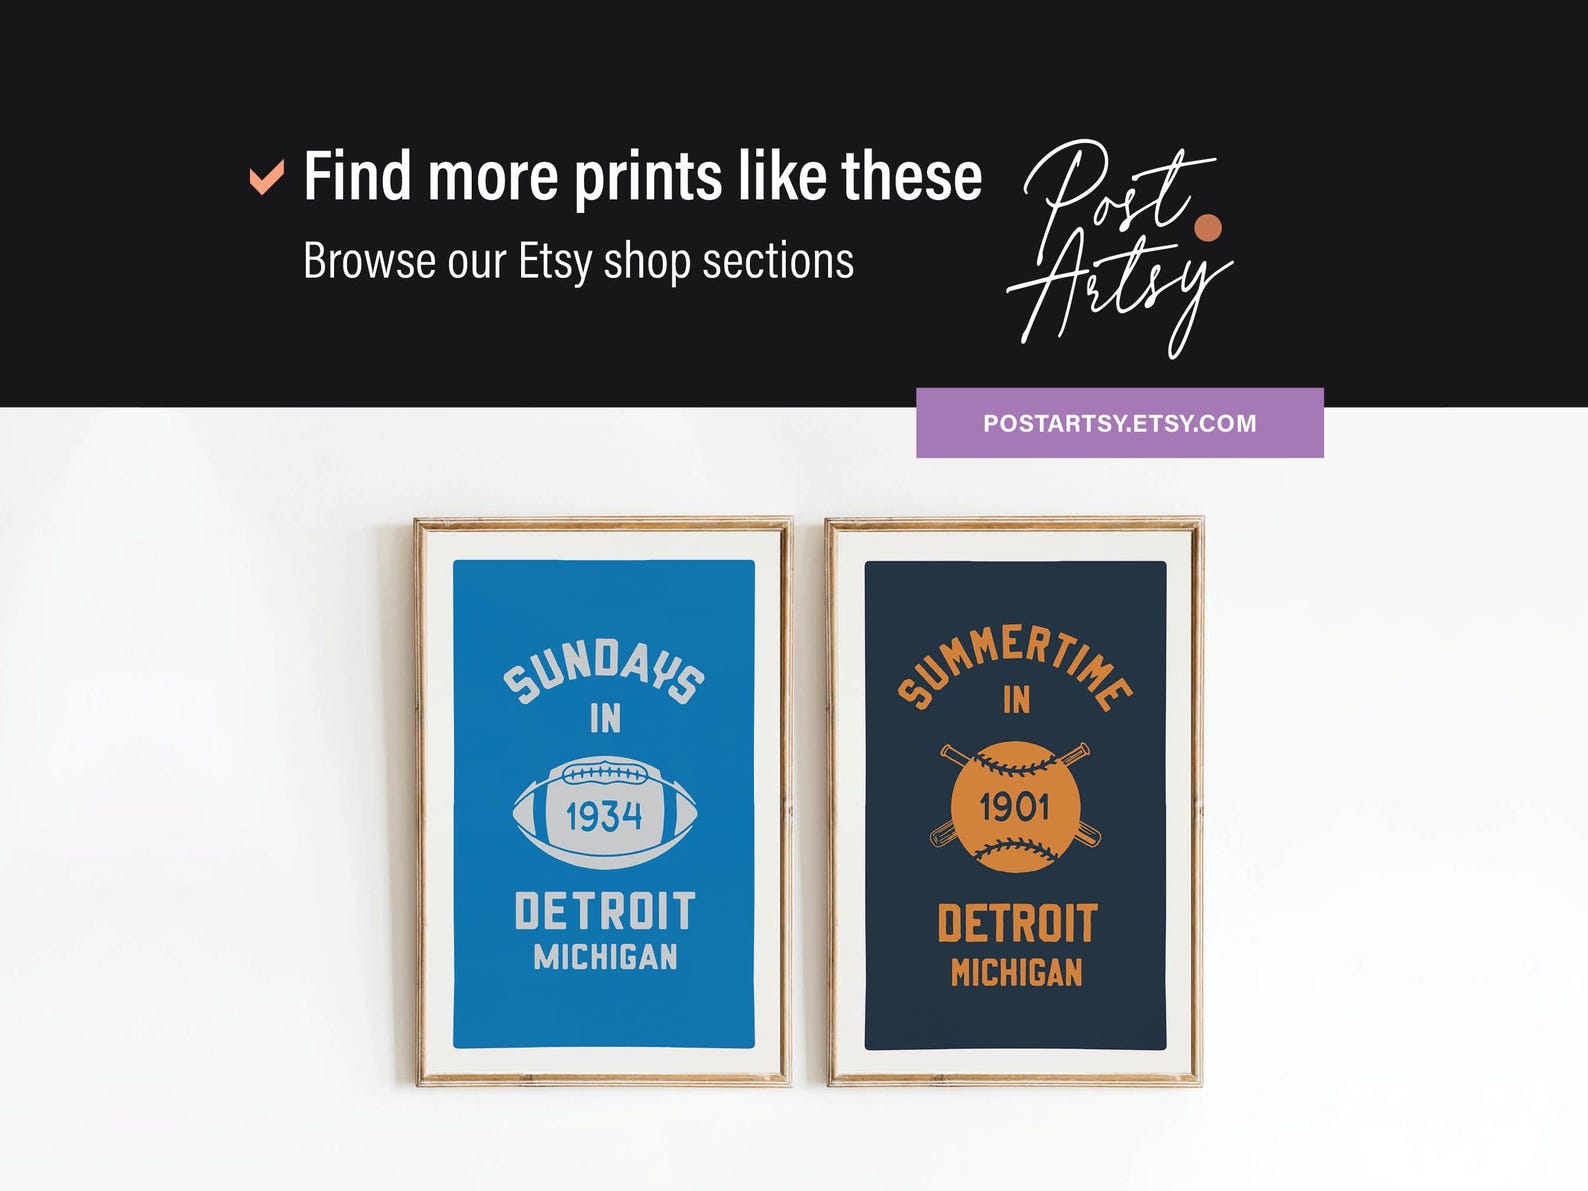 Find more prints like these
Browse our Etsy shop sections
Post
Artsy
POSTARTSY.ETSY.COM
SUNDAYS
IN
1934
DETROIT
MICHIGAN
SUMMERTIME
IN
1901
DETROIT
MICHIGAN